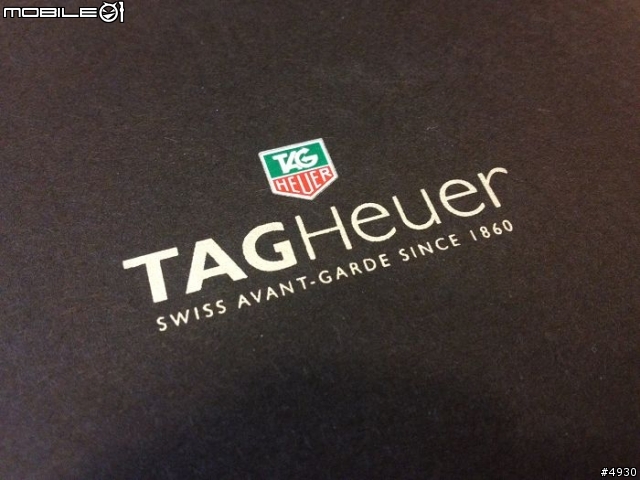 MOBILE01
TAG
HEUER
TAGHeuer
SWISS AVANT-GARDE SINCE 1860
#4930